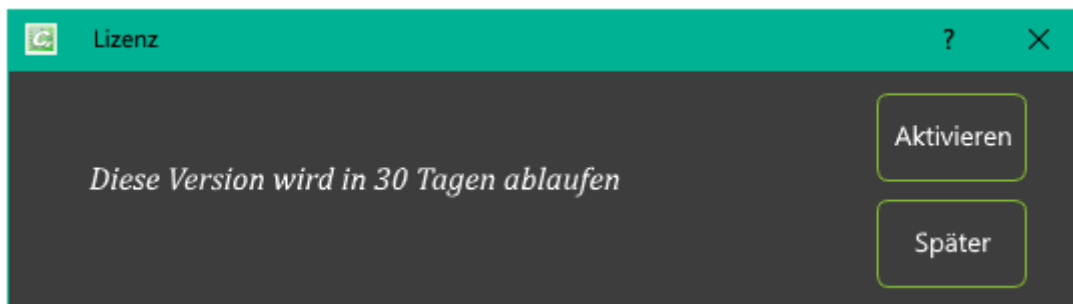 Lizenz
?
Diese Version wird in 30 Tagen ablaufen
Aktivieren
Später